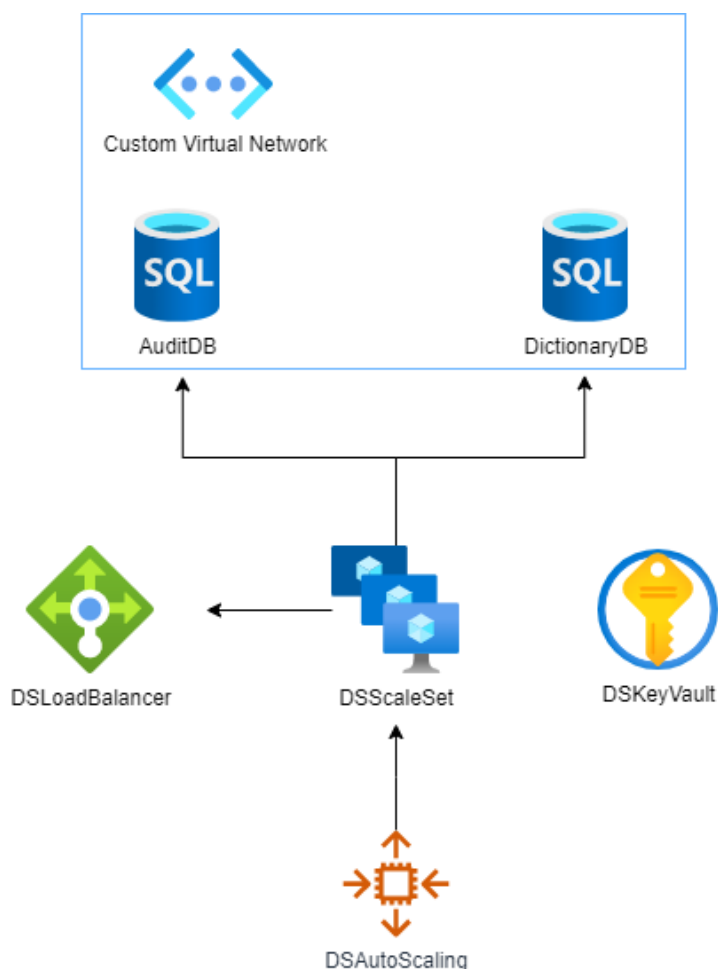 Custom Virtual Network
SQL
SQL
AuditDB
DictionaryDB
DSLoadBalancer
DSScaleSet
DSKeyVault
DSAutoScaling